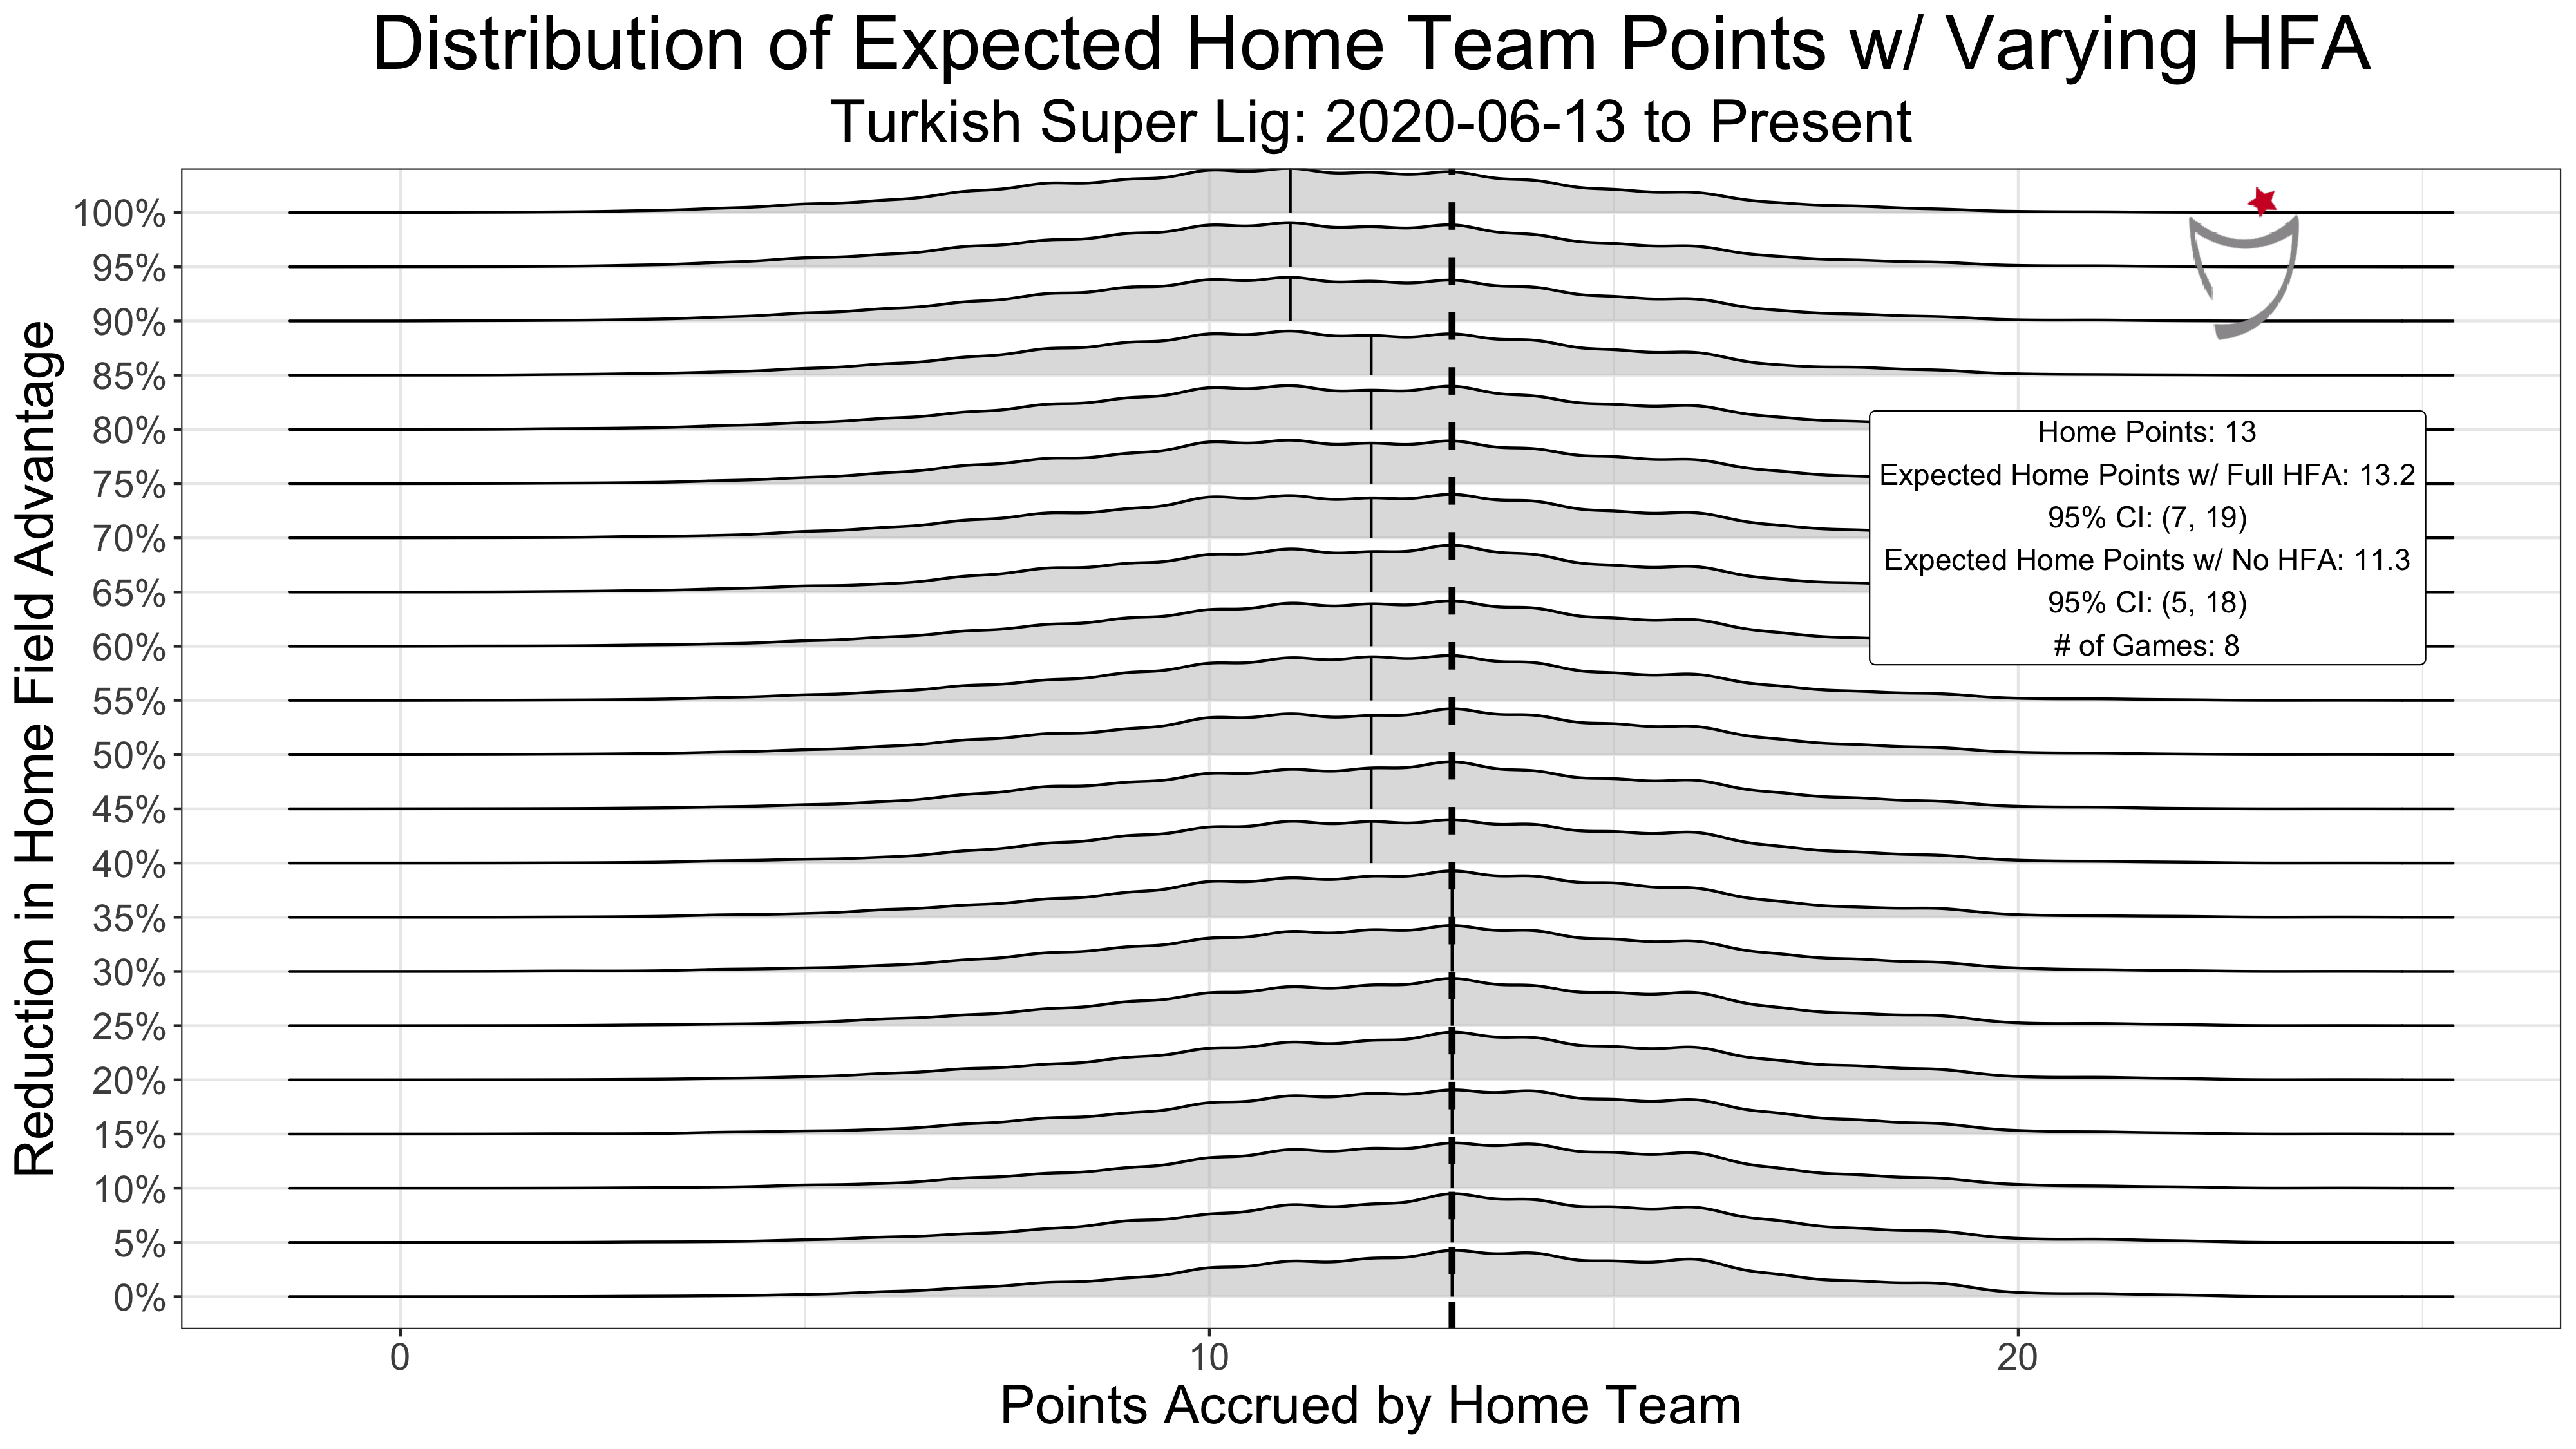 Distribution of Expected Home Team Points w/ Varying HFA
Turkish Super Lig: 2020-06-13 to Present
Reduction in Home Field Advantage
100%
95%
90%
85%
80%
75%
70%
65%
60%
55%
50%
45%
40%
35%
30%
25%
20%
15%
10%
5%
0%
Home Points: 13
Expected Home Points w/ Full HFA: 13.2
95% CI: (7, 19)
Expected Home Points w/ No HFA: 11.3
95% CI: (5, 18)
# of Games: 8
0
10
20
Points Accrued by Home Team